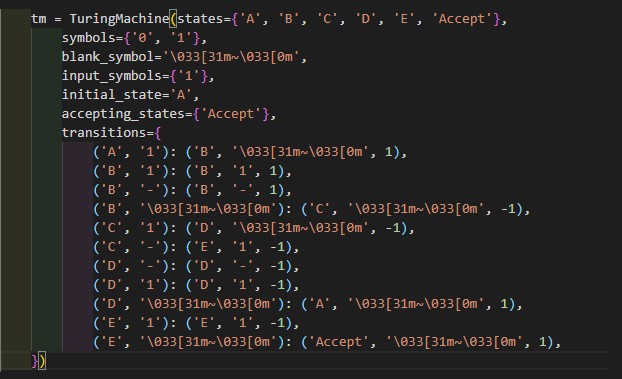 tm = TuringMachine(states={'A', 'B', 'C', 'D', 'E', 'Accept'},
symbols={'0', '1'},
blank_symbol='\033[31m~\033[0m',
input_symbols={'1'},
initial_state='A',
accepting_states={'Accept'},
transitions={
('A', '1'): ('B', '\033[31m~\033[0m', 1),
('B', '1'): ('B', '1', 1),
('B', '-'): ('B', '-', 1),
('B', '\033[31m~\033[0m'): ('C', '\033[31m~\033[0m', -1),
('C', '1'): ('D', '\033[31m~\033[0m', -1),
('C', '-'): ('E', '1', -1),
('D', '-'): ('D', '-', -1),
('D', '1'): ('D', '1', -1),
('D', '\033[31m~\033[0m'): ('A', '\033[31m~\033[0m', 1),
('E', '1'): ('E', '1', -1),
('E', '\033[31m~\033[0m'): ('Accept', '\033[31m~\033[0m', 1),
})